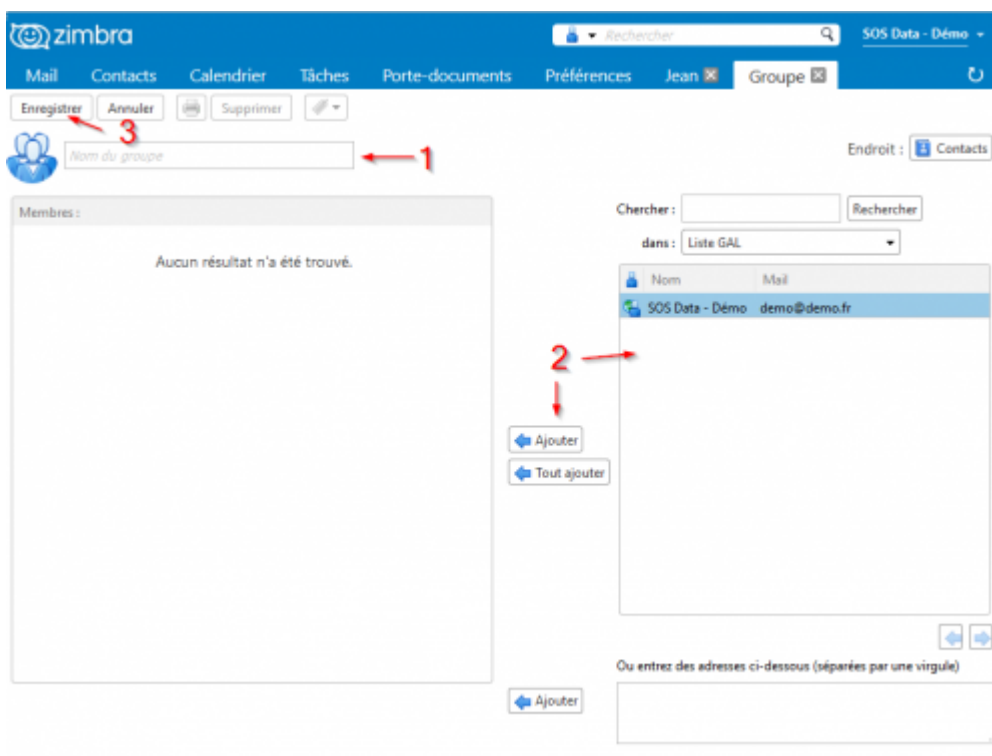 zimbra
Rechercher
SOS Data - Démo
Mail Contacts Calendrier Tâches Porte-documents Préférences Jean Groupe
Enregistrer Annuler Supprimer
3
Nom du groupe
1
Endroit : Contacts
Membres :
Aucun résultat n'a été trouvé.
Chercher : Rechercher
dans : Liste GAL
Nom Mail
SOS Data - Démo demo@demo.fr
2
Ajouter
Tout ajouter
Ou entrez des adresses ci-dessous (séparées par une virgule)
Ajouter